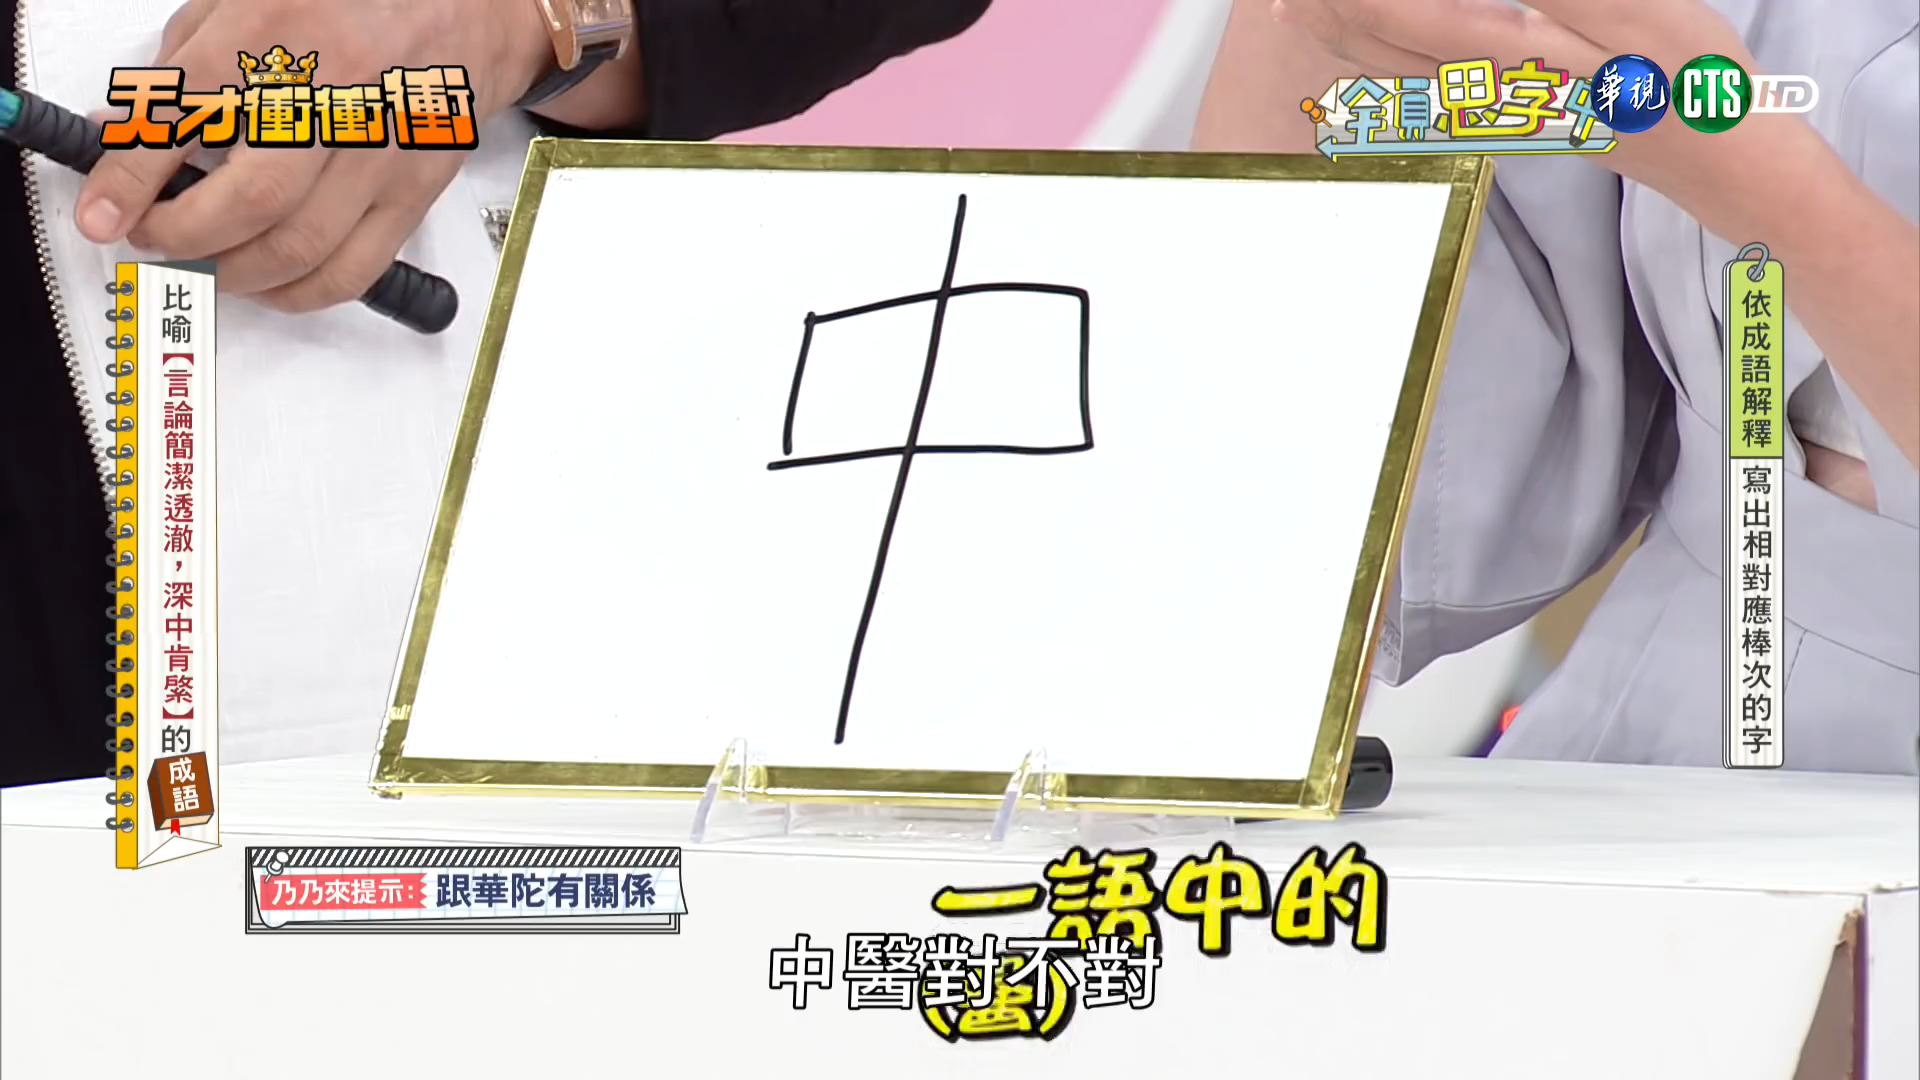 天才衝衝衝
全員思字
華視 CTS HD
比喻【言論簡潔透澈，深中肯綮】的
成語
依成語解釋 寫出相對應棒次的字
中
乃乃來提示：跟華陀有關係
一語中的
中醫對不對